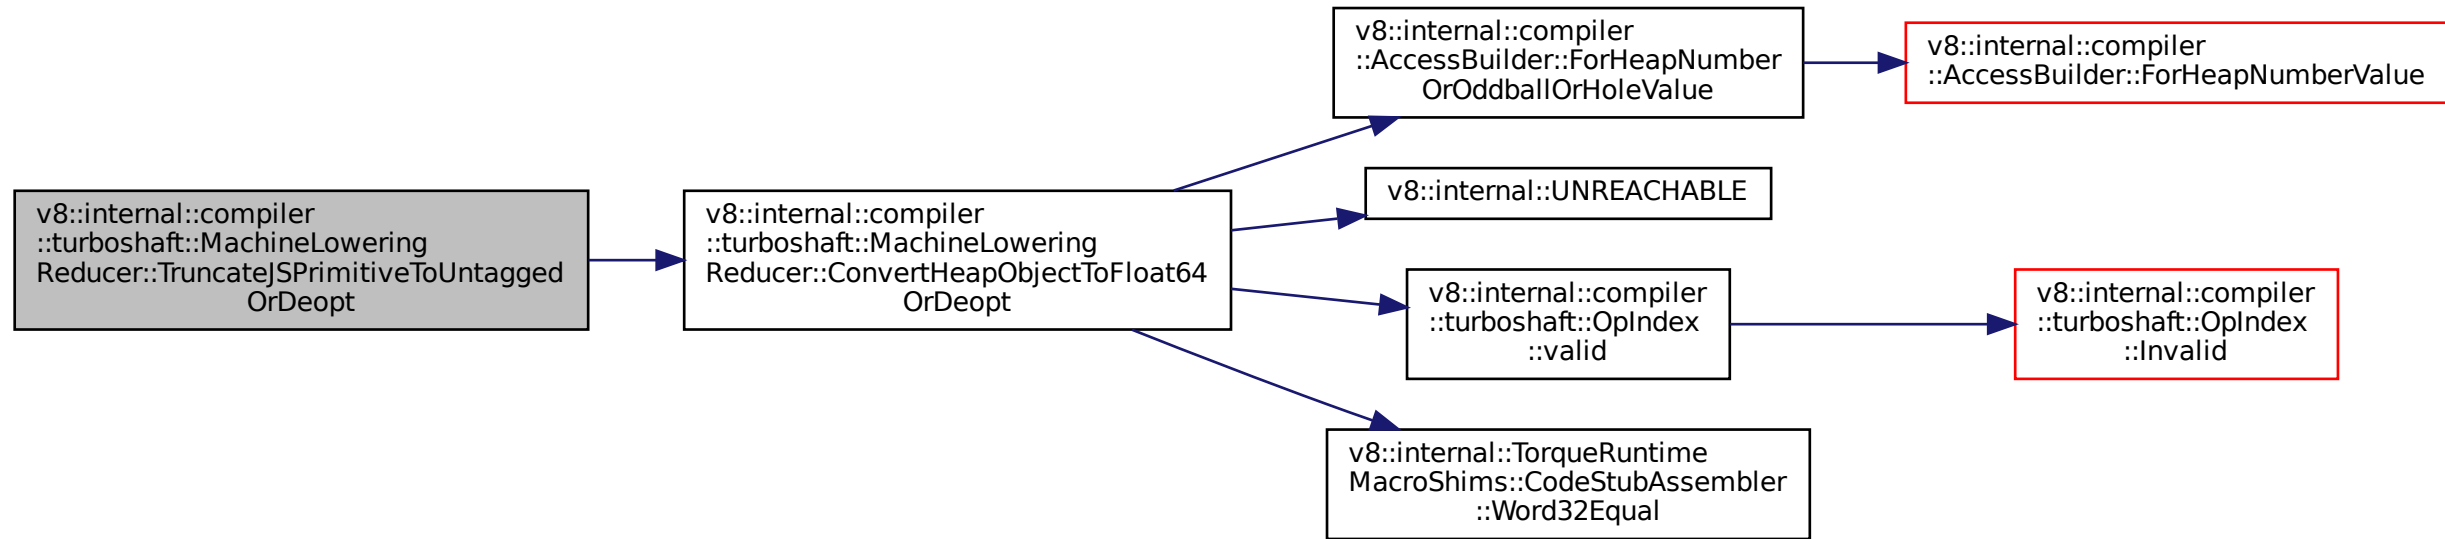 v8::internal::compiler
::turboshaft::MachineLowering
Reducer::TruncateJSPrimitiveToUntagged
OrDeopt
v8::internal::compiler
::turboshaft::MachineLowering
Reducer::ConvertHeapObjectToFloat64
OrDeopt
v8::internal::compiler
::AccessBuilder::ForHeapNumber
OrOddballOrHoleValue
v8::internal::compiler
::AccessBuilder::ForHeapNumberValue
v8::internal::UNREACHABLE
v8::internal::compiler
::turboshaft::OpIndex
::valid
v8::internal::compiler
::turboshaft::OpIndex
::Invalid
v8::internal::TorqueRuntime
MacroShims::CodeStubAssembler
::Word32Equal